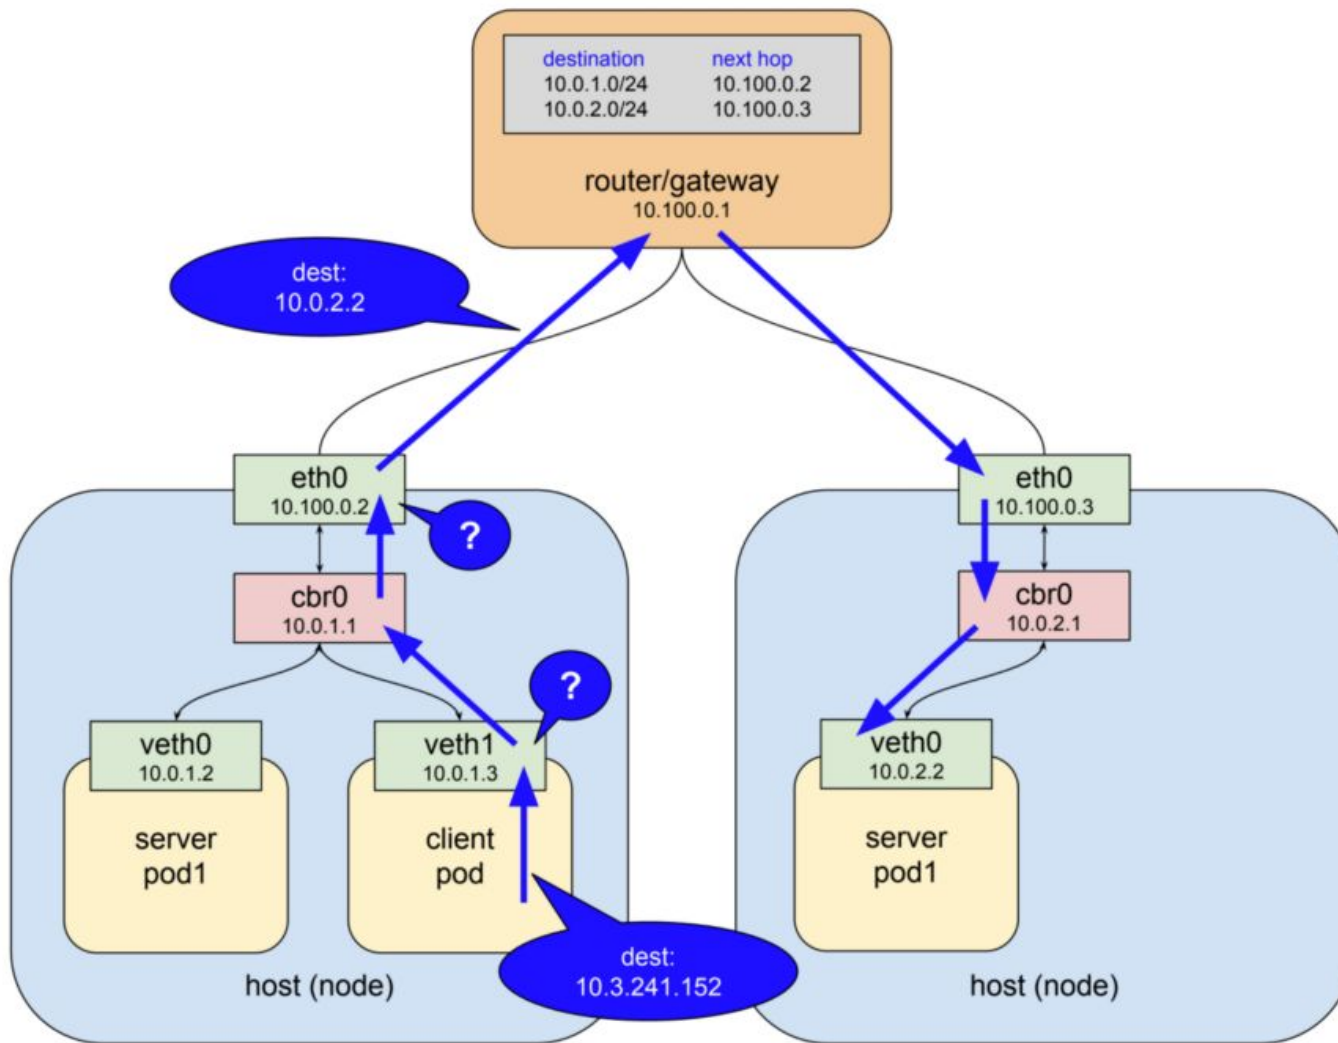 destination next hop
10.0.1.0/24 10.100.0.2
10.0.2.0/24 10.100.0.3
router/gateway
10.100.0.1
dest:
10.0.2.2
eth0
10.100.0.2
?
cbr0
10.0.1.1
?
veth0
10.0.1.2
server
pod1
veth1
10.0.1.3
client
pod
dest:
10.3.241.152
host (node)
eth0
10.100.0.3
cbr0
10.0.2.1
veth0
10.0.2.2
server
pod1
host (node)